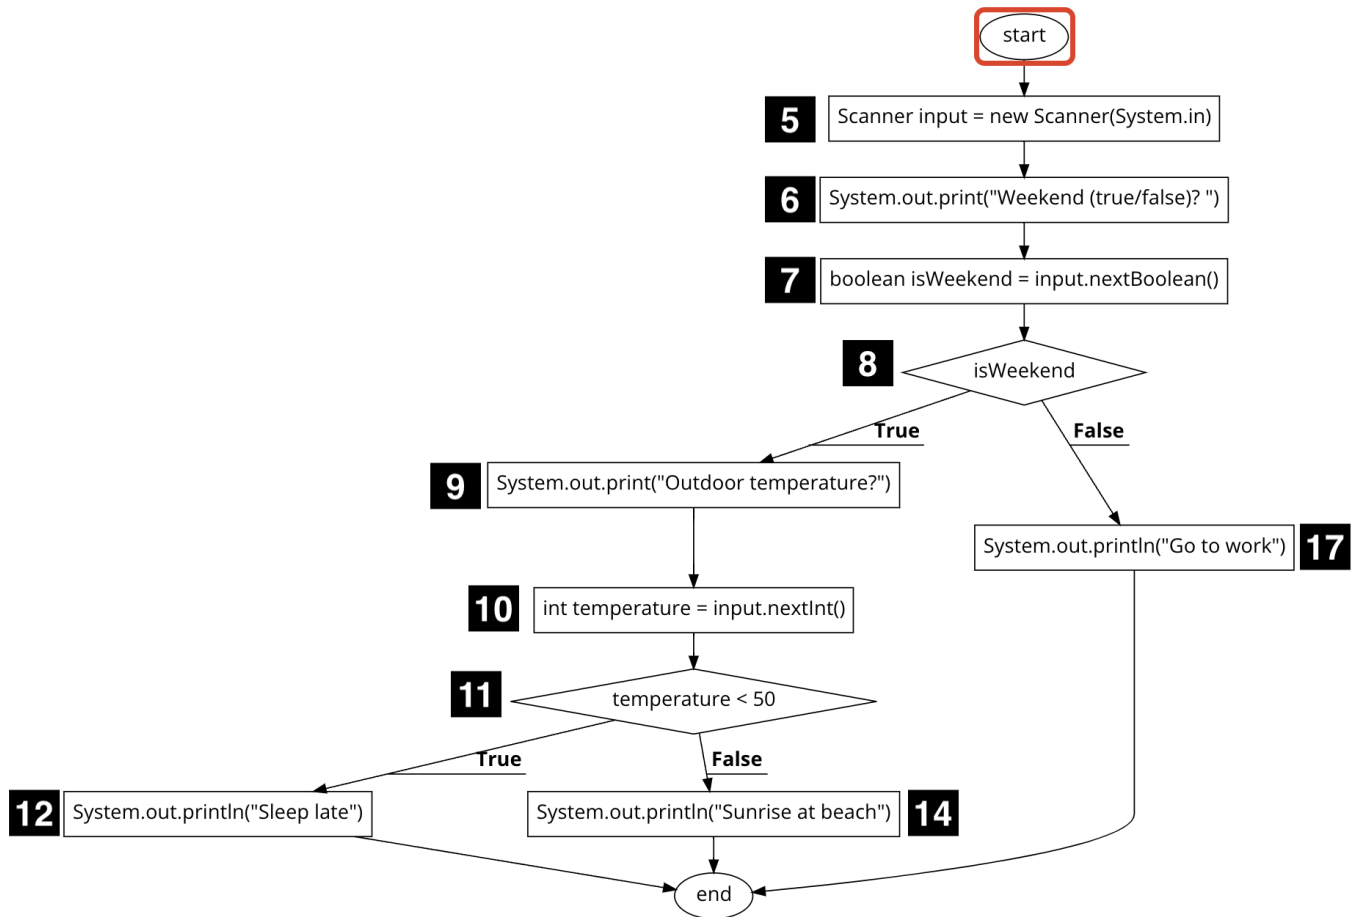 start
5
Scanner input = new Scanner(System.in)
6
System.out.print("Weekend (true/false)? ")
7
boolean isWeekend = input.nextBoolean()
8
isWeekend
True
False
9
System.out.print("Outdoor temperature?")
System.out.println("Go to work")
17
10
int temperature = input.nextInt()
11
temperature < 50
True
False
12
System.out.println("Sleep late")
System.out.println("Sunrise at beach")
14
end